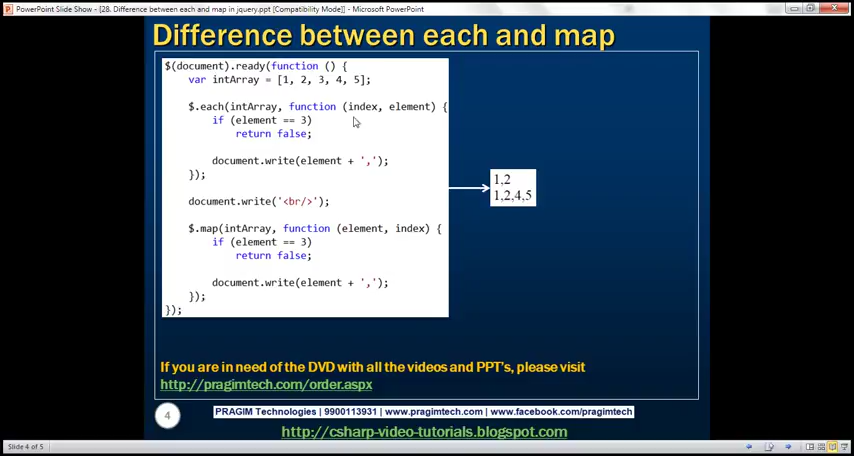 PowerPoint Slide Show - [28. Difference between each and map in jquery.ppt [Compatibility Mode]] - Microsoft PowerPoint
Difference between each and map
$(document).ready(function () {
var intArray = [1, 2, 3, 4, 5];
$.each(intArray, function (index, element) {
if (element == 3)
return false;
document.write(element + ',');
});
document.write('<br/>');
$.map(intArray, function (element, index) {
if (element == 3)
return false;
document.write(element + ',');
});
});
1,2
1,2,4,5
If you are in need of the DVD with all the videos and PPT's, please visit
http://pragimtech.com/order.aspx
4
PRAGIM Technologies | 9900113931 | www.pragimtech.com | www.facebook.com/pragimtech
http://csharp-video-tutorials.blogspot.com
Slide 4 of 5